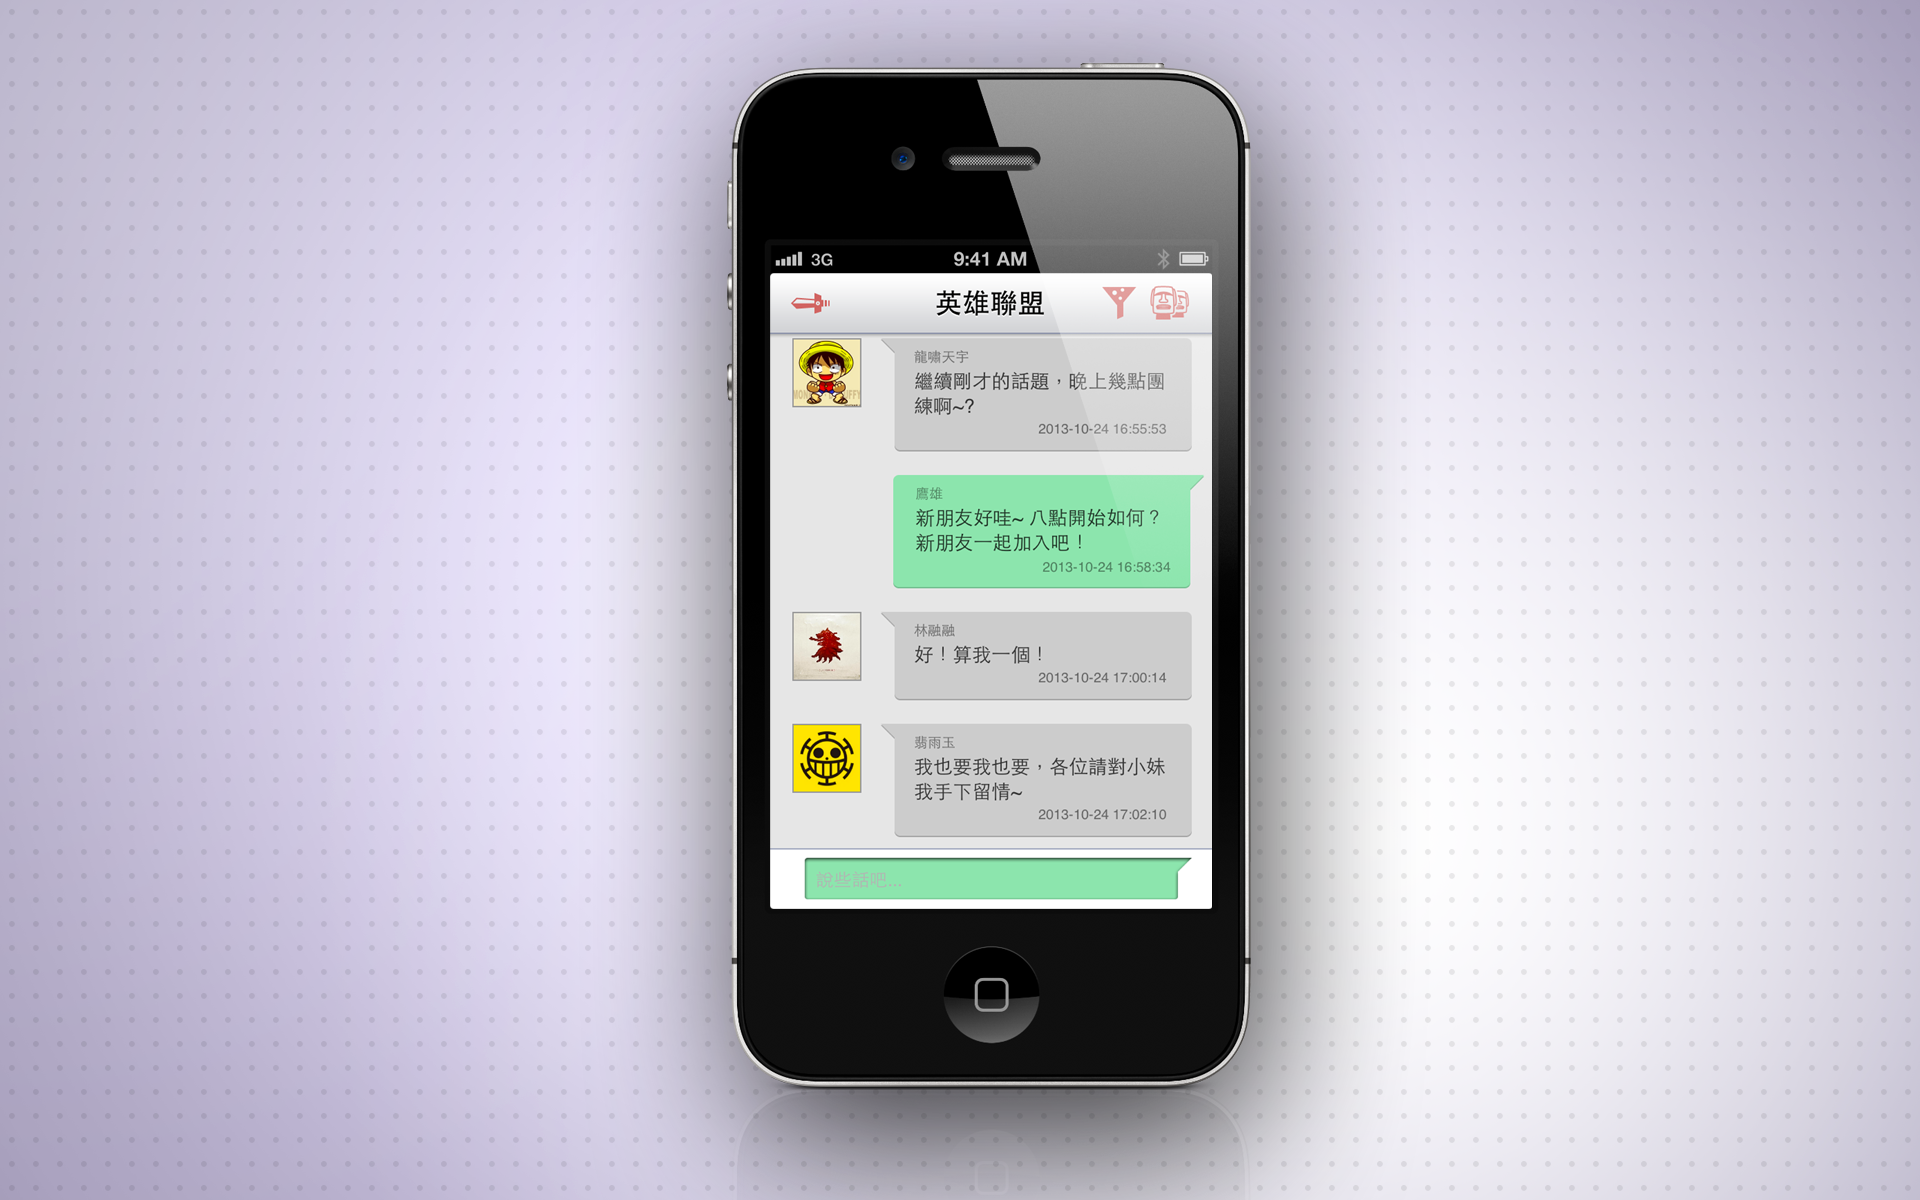 3G
9:41 AM
英雄聯盟
龍嘯天宇
繼續剛才的話題，晚上幾點團
練啊~?
2013-10-24 16:55:53
鷹雄
新朋友好哇~ 八點開始如何？
新朋友一起加入吧！
2013-10-24 16:58:34
林融融
好！算我一個！
2013-10-24 17:00:14
翡雨玉
我也要我也要，各位請對小妹
我手下留情~
2013-10-24 17:02:10
說些話吧...